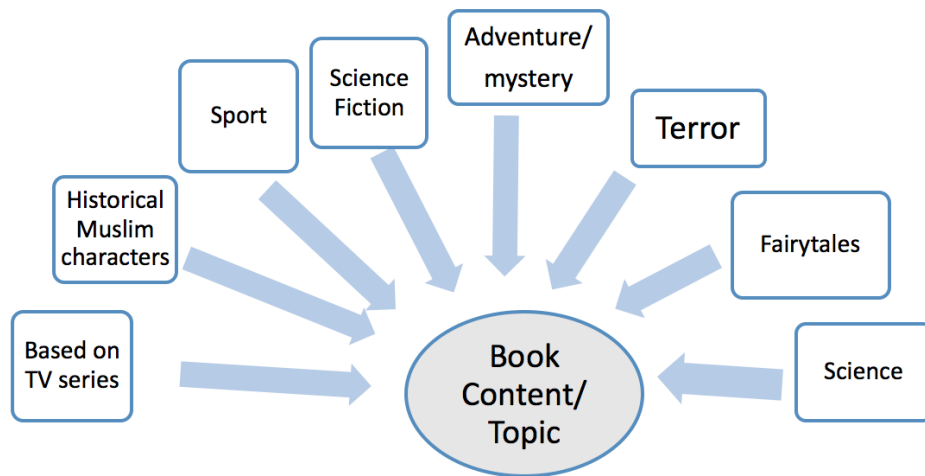 Adventure/
mystery
Science
Fiction
Sport
Terror
Historical
Muslim
characters
Fairytales
Based on
TV series
Book
Content/
Topic
Science